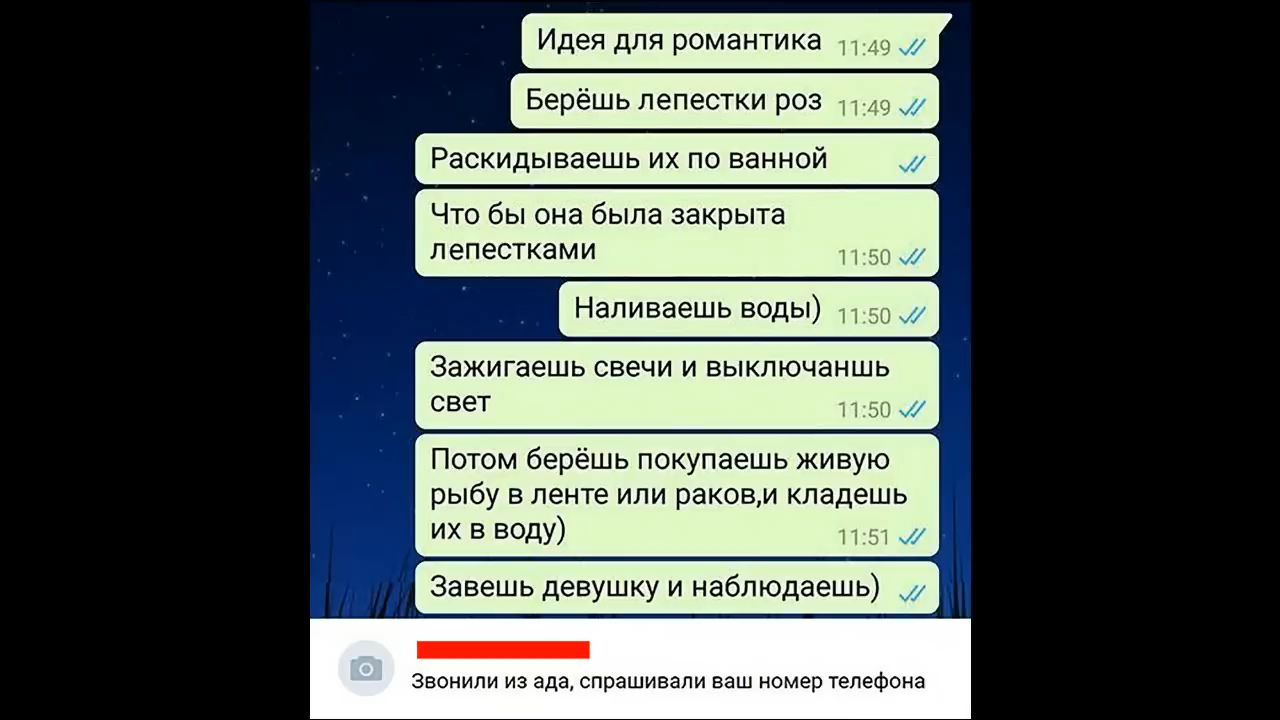 Идея для романтика 11:49
Берёшь лепестки роз 11:49
Раскидываешь их по ванной
Что бы она была закрыта
лепестками 11:50
Наливаешь воды) 11:50
Зажигаешь свечи и выключаншь
свет 11:50
Потом берёшь покупаешь живую
рыбу в ленте или раков,и кладешь
их в воду) 11:51
Завешь девушку и наблюдаешь)
Звонили из ада, спрашивали ваш номер телефона